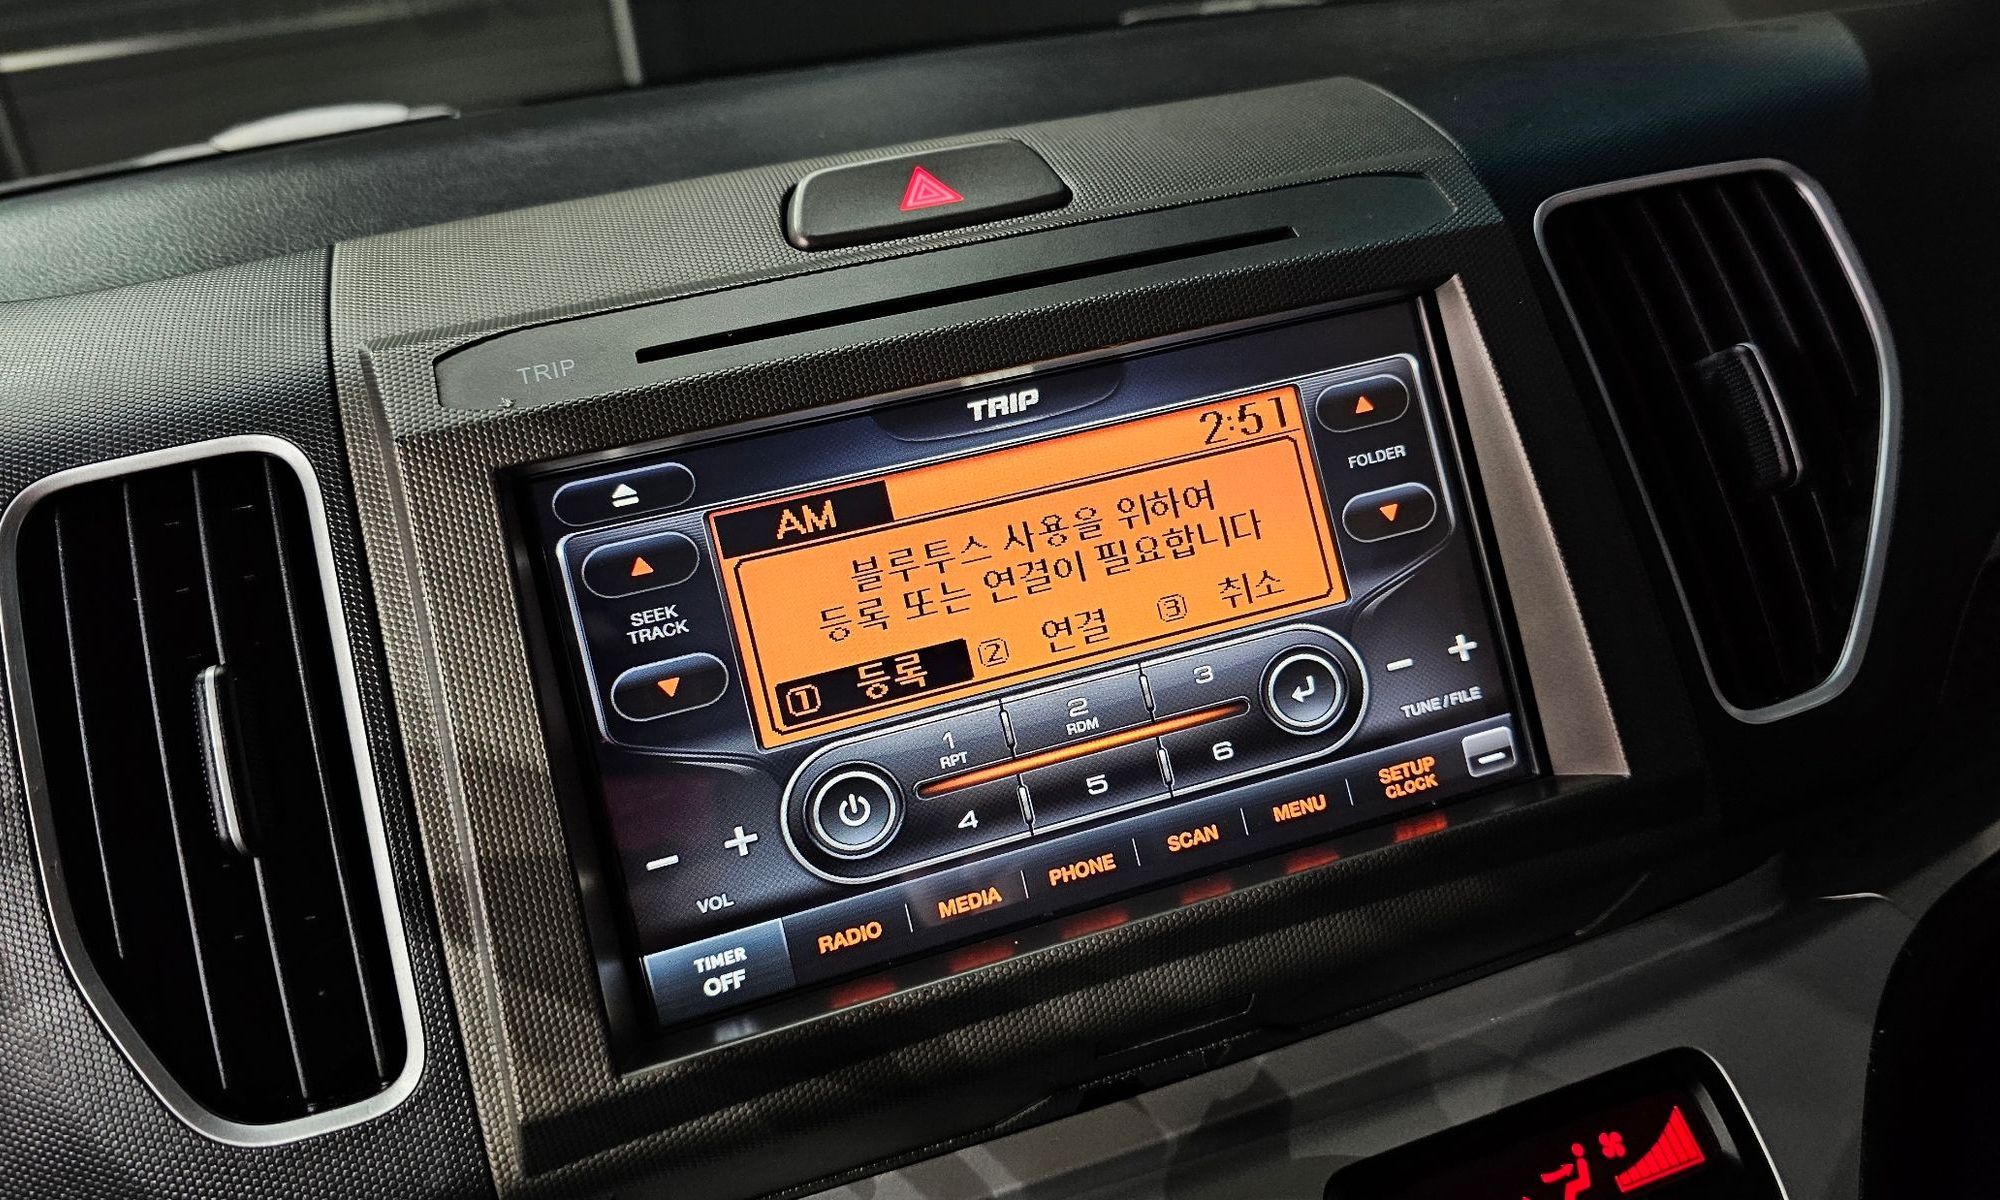 TRIP
TRIP
AM 2:51
블루투스 사용을 위하여
등록 또는 연결이 필요합니다
1 등록 2 연결 3 취소
FOLDER
SEEK
TRACK
1 2 3
RPT RDM
4 5 6
− + TUNE/FILE
− + VOL
TIMER
OFF
RADIO MEDIA PHONE SCAN MENU SETUP
CLOCK